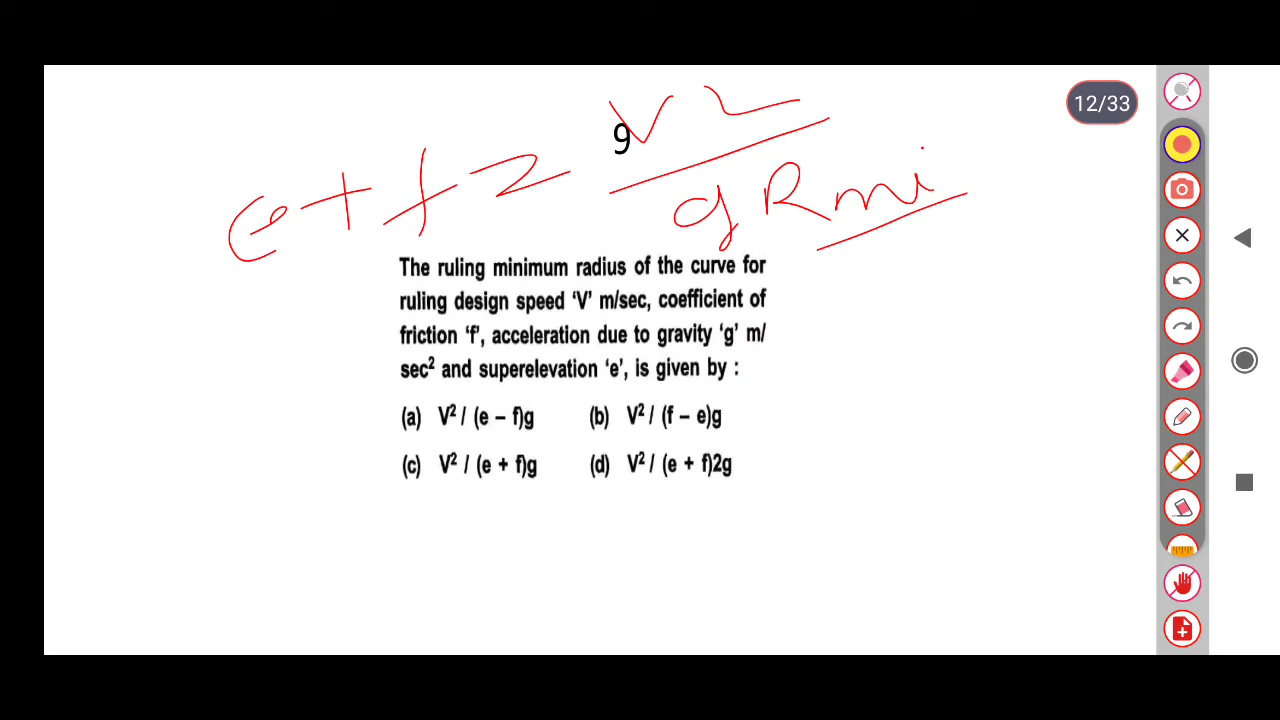 12/33
9
e + f = V2
gRmi
The ruling minimum radius of the curve for
ruling design speed ‘V’ m/sec, coefficient of
friction ‘f’, acceleration due to gravity ‘g’ m/
sec² and superelevation ‘e’, is given by :
(a) V² / (e – f)g (b) V² / (f – e)g
(c) V² / (e + f)g (d) V² / (e + f)2g